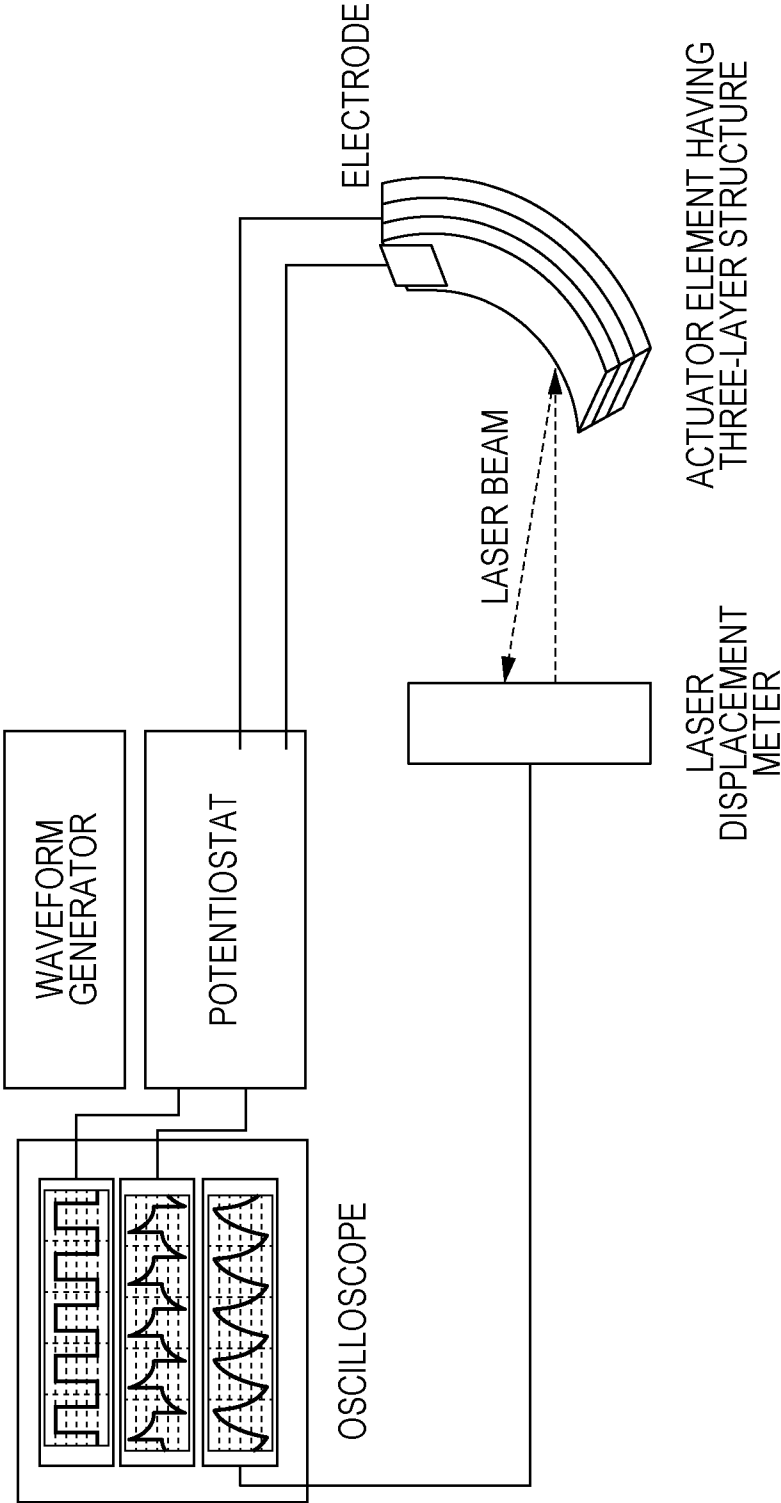 WAVEFORM
GENERATOR
POTENTIOSTAT
OSCILLOSCOPE
ELECTRODE
LASER BEAM
LASER
DISPLACEMENT
METER
ACTUATOR ELEMENT HAVING
THREE-LAYER STRUCTURE